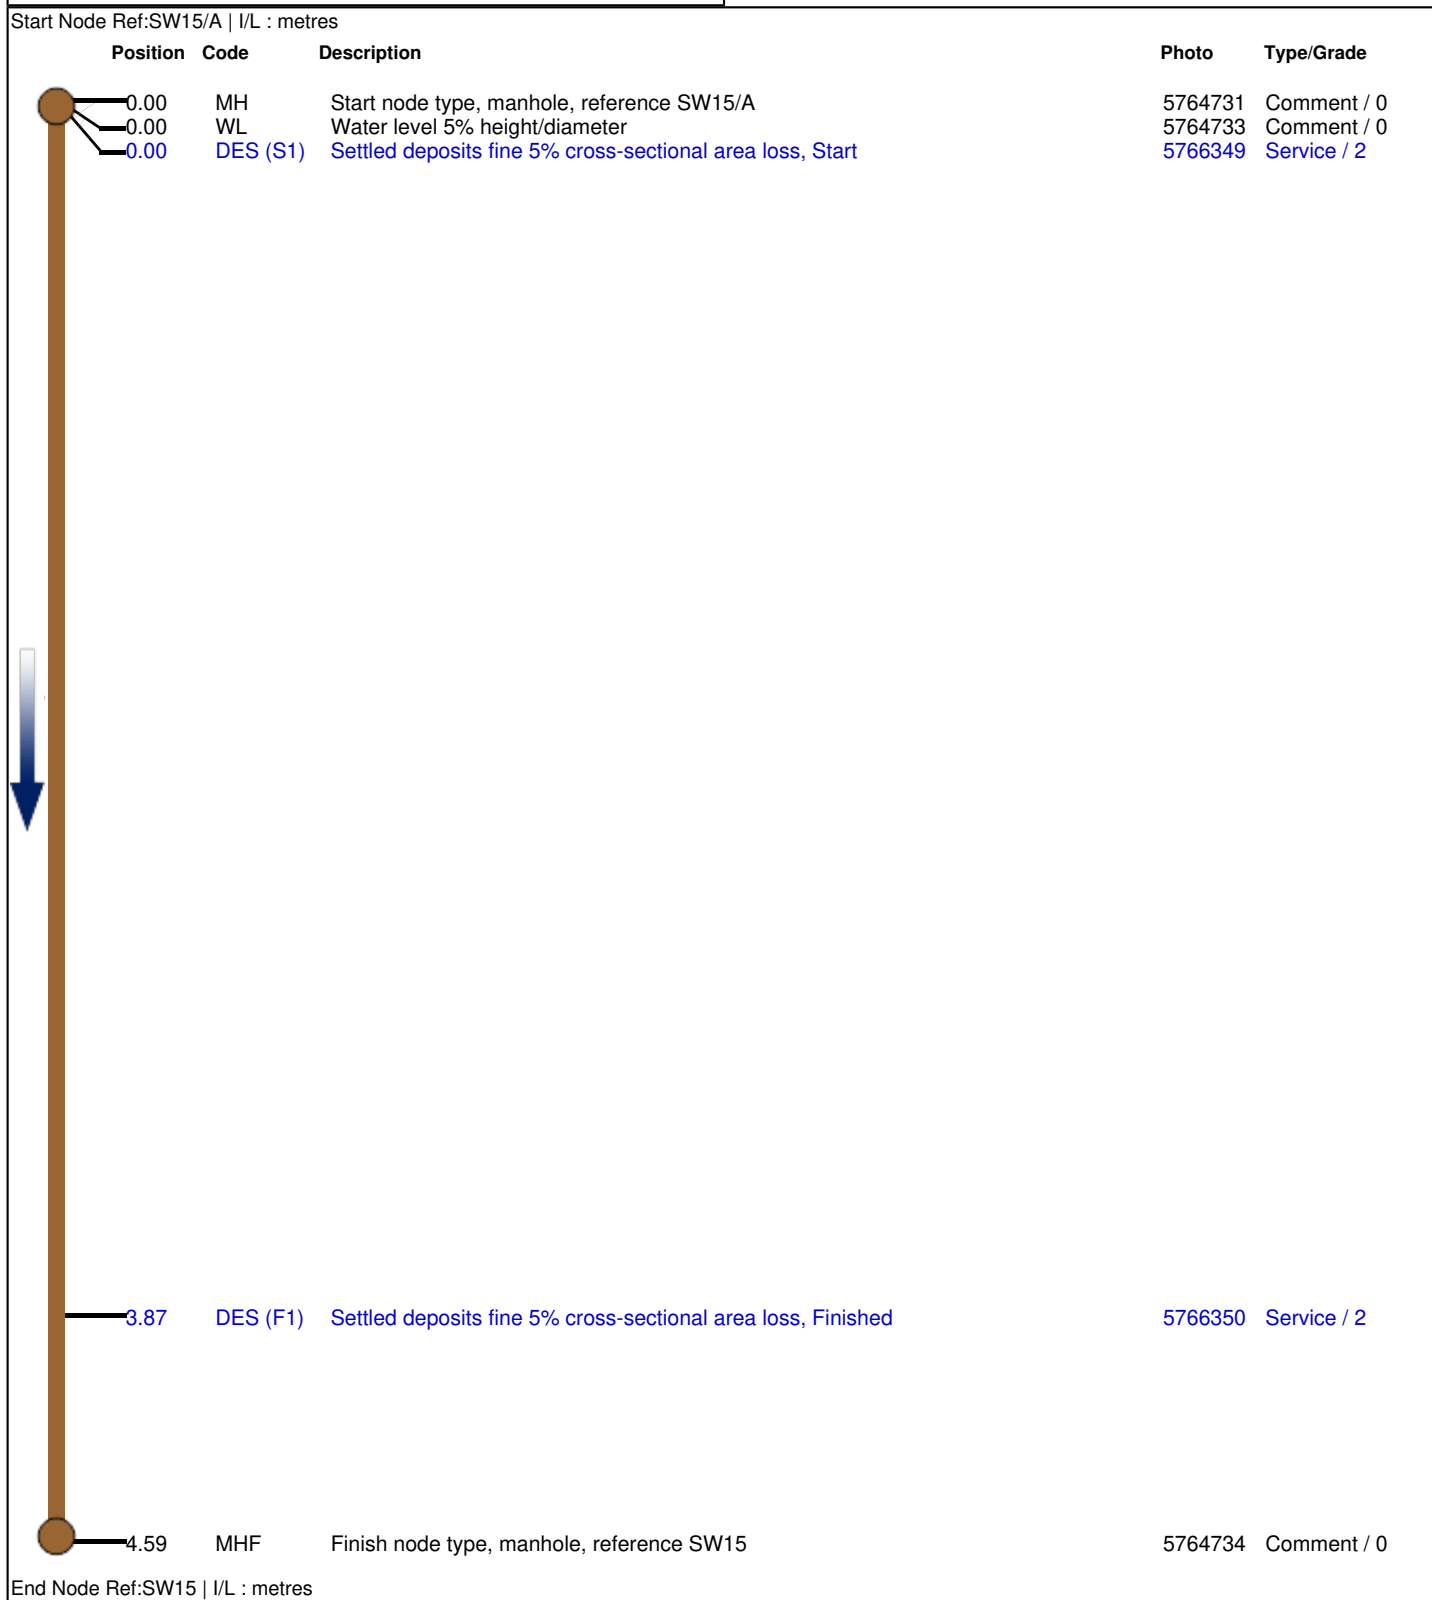 Start Node Ref:SW15/A | I/L : metres
Position Code Description Photo Type/Grade
0.00 MH Start node type, manhole, reference SW15/A 5764731 Comment / 0
0.00 WL Water level 5% height/diameter 5764733 Comment / 0
0.00 DES (S1) Settled deposits fine 5% cross-sectional area loss, Start 5766349 Service / 2
3.87 DES (F1) Settled deposits fine 5% cross-sectional area loss, Finished 5766350 Service / 2
4.59 MHF Finish node type, manhole, reference SW15 5764734 Comment / 0
End Node Ref:SW15 | I/L : metres